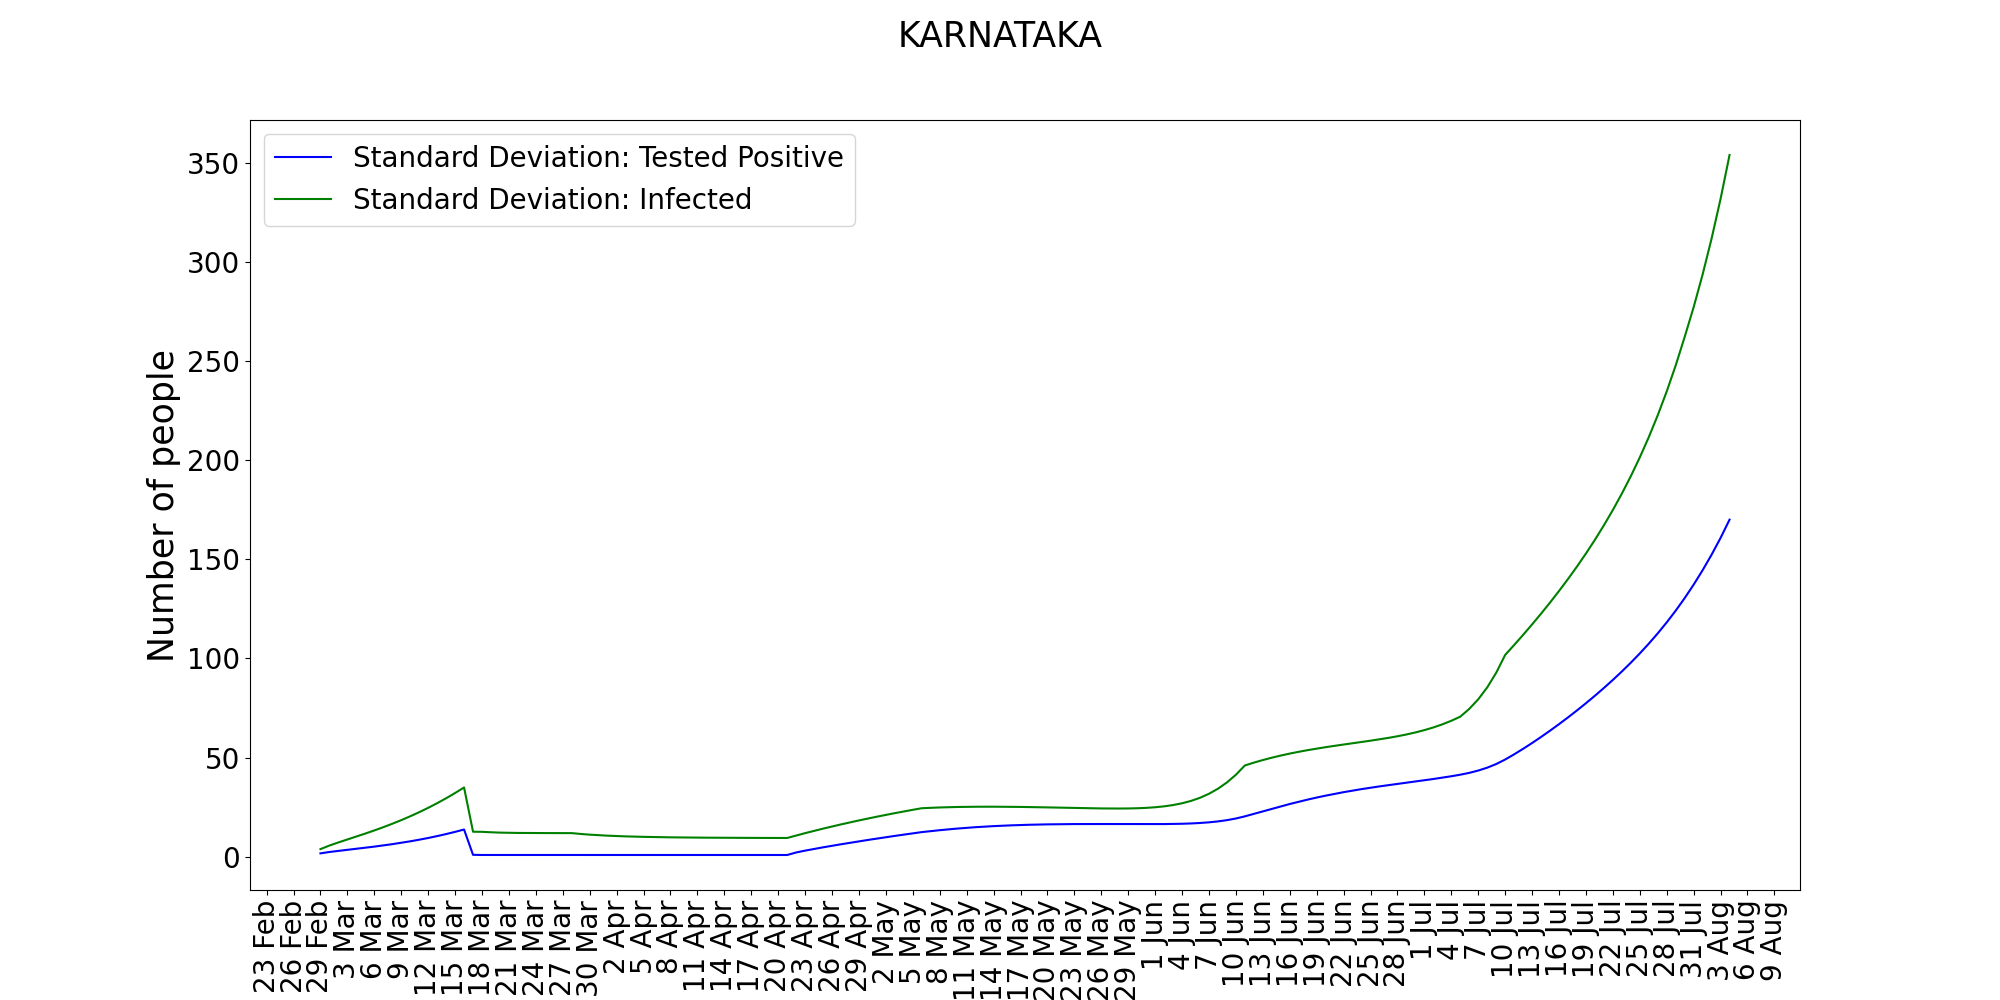 KARNATAKA
Standard Deviation: Tested Positive
Standard Deviation: Infected
Number of people
350
300
250
200
150
100
50
0
23 Feb
26 Feb
29 Feb
3 Mar
6 Mar
9 Mar
12 Mar
15 Mar
18 Mar
21 Mar
24 Mar
27 Mar
30 Mar
2 Apr
5 Apr
8 Apr
11 Apr
14 Apr
17 Apr
20 Apr
23 Apr
26 Apr
29 Apr
2 May
5 May
8 May
11 May
14 May
17 May
20 May
23 May
26 May
29 May
1 Jun
4 Jun
7 Jun
10 Jun
13 Jun
16 Jun
19 Jun
22 Jun
25 Jun
28 Jun
1 Jul
4 Jul
7 Jul
10 Jul
13 Jul
16 Jul
19 Jul
22 Jul
25 Jul
28 Jul
31 Jul
3 Aug
6 Aug
9 Aug